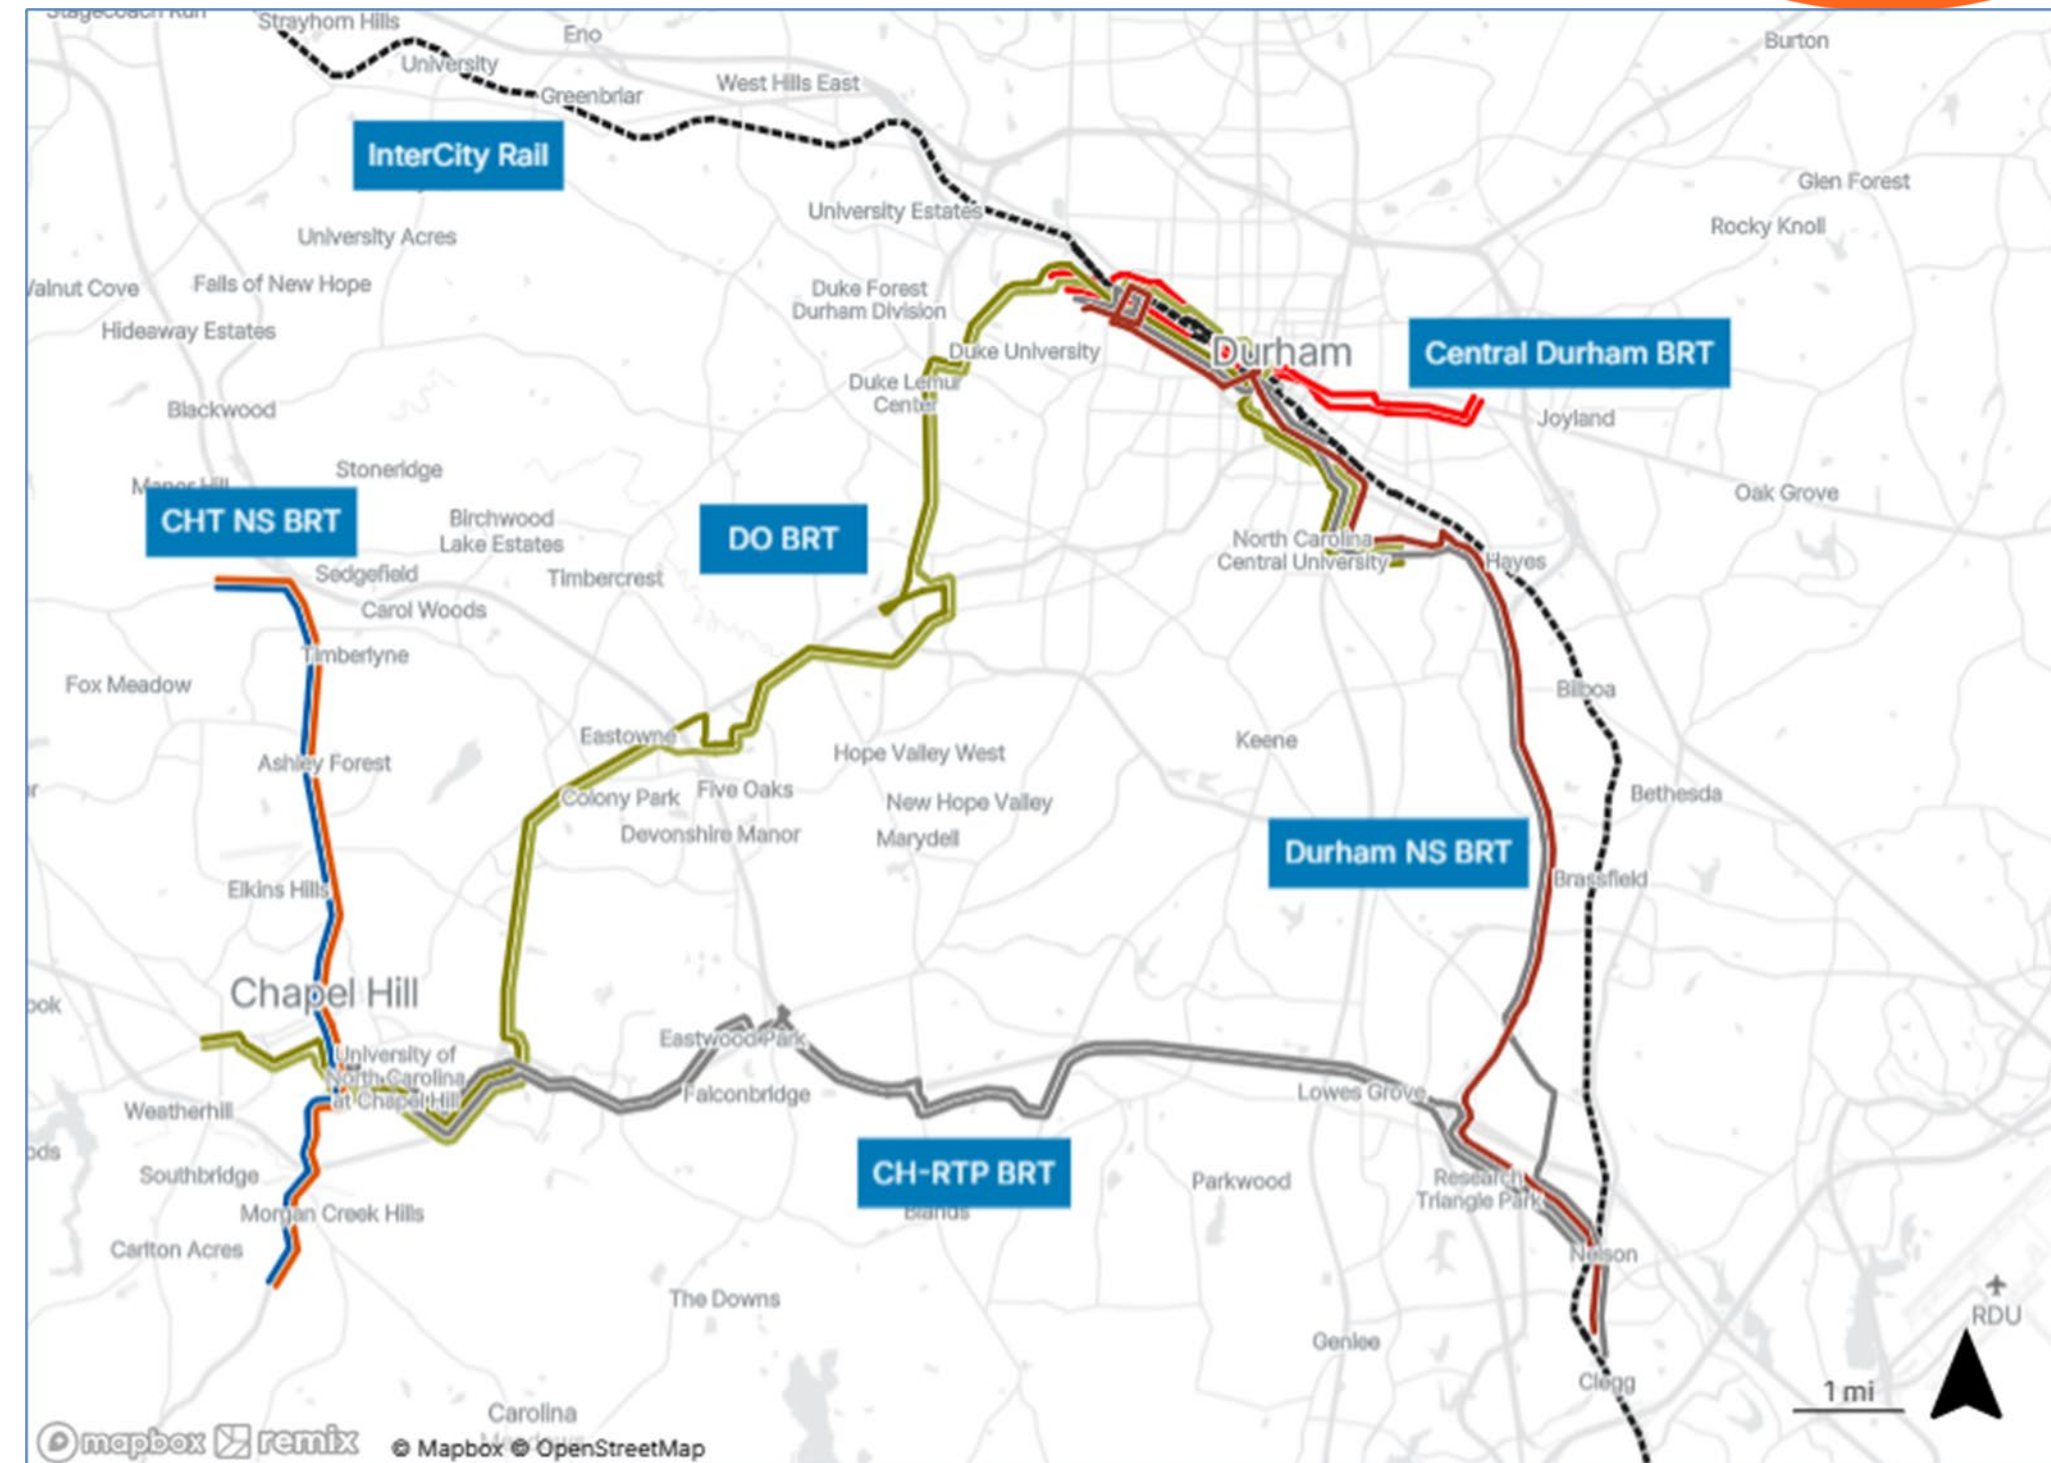 Strayhorn Hills
Eno
Burton
University
West Hills East
Greenbriar
InterCity Rail
Glen Forest
University Estates
Rocky Knoll
University Acres
Falls of New Hope
Walnut Cove
Duke Forest
Durham Division
Hideaway Estates
Duke University
Durham
Central Durham BRT
Duke Lemur
Center
Blackwood
Joyland
Stoneridge
Manor Hill
Oak Grove
CHT NS BRT
Birchwood
Lake Estates
DO BRT
North Carolina
Central University
Hayes
Sedgefield
Timbercrest
Carol Woods
Timberlyne
Fox Meadow
Bilboa
Eastowne
Keene
Hope Valley West
Ashley Forest
Five Oaks
Colony Park
New Hope Valley
Bethesda
Devonshire Manor
Marydell
Durham NS BRT
Elkins Hills
Brassfield
Chapel Hill
ook
Eastwood Park
University of
North Carolina
at Chapel Hill
Falconbridge
Lowes Grove
Weatherhill
ods
Southbridge
CH-RTP BRT
Parkwood
Research
Triangle Park
Morgan Creek Hills
Blands
Carlton Acres
Nelson
The Downs
RDU
Genlee
Clegg
1 mi
Carolina
Meadows
mapbox remix © Mapbox © OpenStreetMap